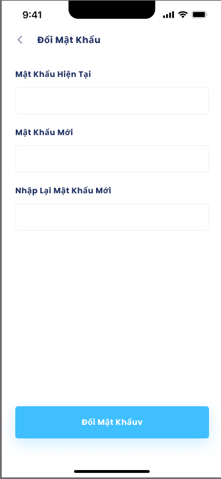 9:41
Đổi Mật Khẩu
Mật Khẩu Hiện Tại
Mật Khẩu Mới
Nhập Lại Mật Khẩu Mới
Đổi Mật Khẩuv